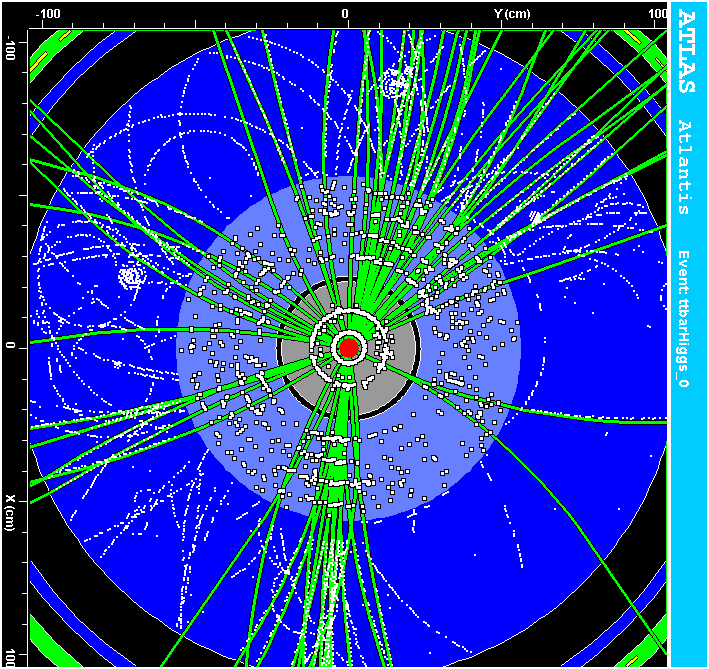 -100 0 Y(cm) 100
-100
0
X(cm)
100
ATLAS Atlantis Event ttbarHiggs_0